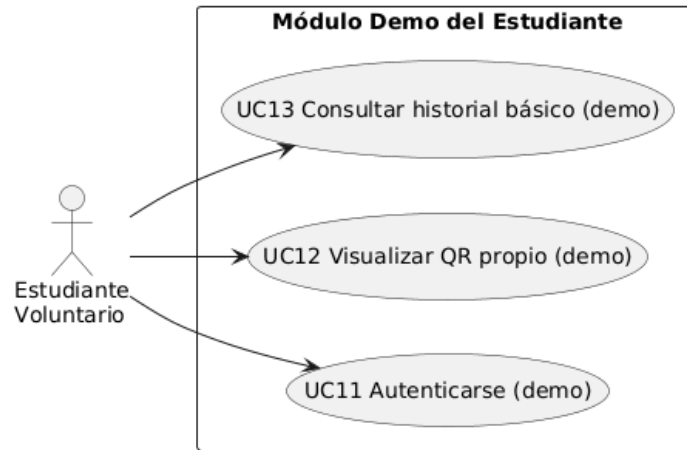 Módulo Demo del Estudiante
UC13 Consultar historial básico (demo)
UC12 Visualizar QR propio (demo)
Estudiante
Voluntario
UC11 Autenticarse (demo)